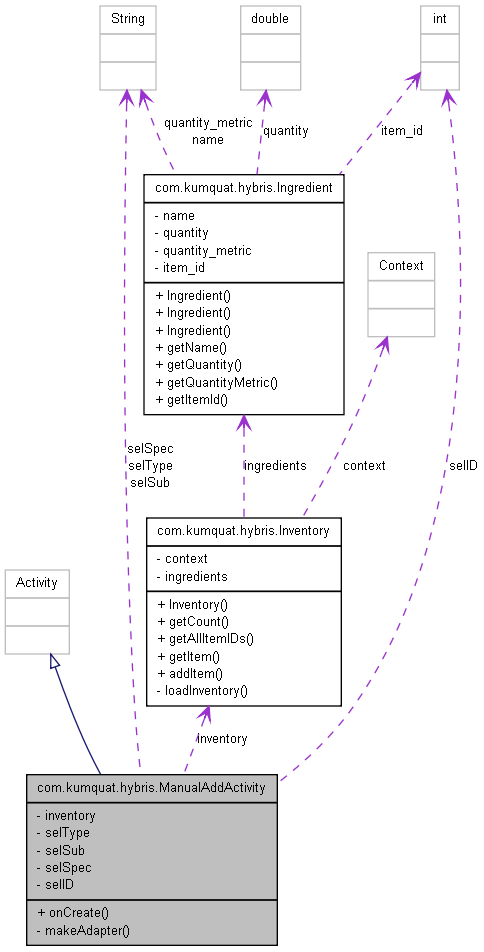 String
double
int
quantity_metric
name
quantity
item_id
com.kumquat.hybris.Ingredient
- name
- quantity
- quantity_metric
- item_id
+ Ingredient()
+ Ingredient()
+ Ingredient()
+ getName()
+ getQuantity()
+ getQuantityMetric()
+ getItemId()
Context
selSpec
selType
selSub
ingredients
context
selID
com.kumquat.hybris.Inventory
- context
- ingredients
+ Inventory()
+ getCount()
+ getAllItemIDs()
+ getItem()
+ addItem()
- loadInventory()
Activity
inventory
com.kumquat.hybris.ManualAddActivity
- inventory
- selType
- selSub
- selSpec
- selID
+ onCreate()
- makeAdapter()